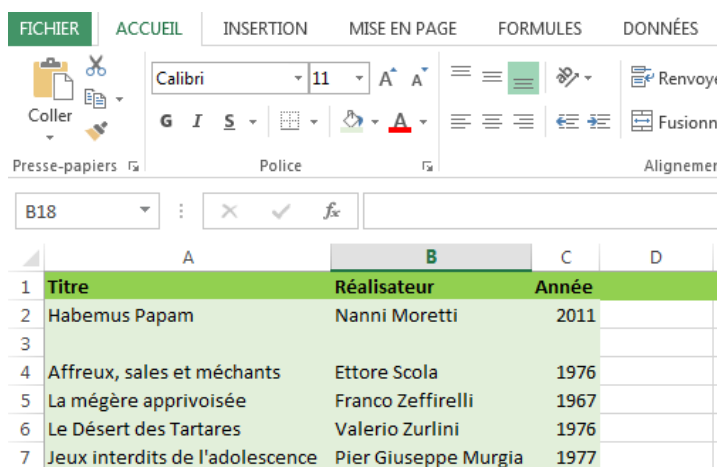 FICHIER ACCUEIL INSERTION MISE EN PAGE FORMULES DONNÉES
Calibri 11 A A Renvoye
Coller G I S A Fusionn
Presse-papiers Police Alignemer
B18 fx
A B C D
1 Titre Réalisateur Année
2 Habemus Papam Nanni Moretti 2011
3
4 Affreux, sales et méchants Ettore Scola 1976
5 La mégère apprivoisée Franco Zeffirelli 1967
6 Le Désert des Tartares Valerio Zurlini 1976
7 Jeux interdits de l'adolescence Pier Giuseppe Murgia 1977